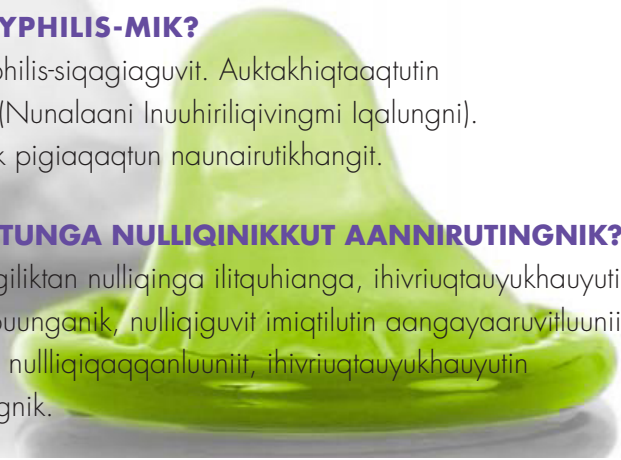 YPHILIS-MIK?
philis-siqagiaguvit. Auktakhiqtaaqtutin
(Nunalaani Inuuhiriliqivingmi Iqalungni).
k pigiaqaqtun naunairutikhangit.
TUNGA NULLIQINIKKUT AANNIRUTINGNIK?
giliktan nulliqinga ilitquhianga, ihivriuqtauyukhauyuti
puunganik, nulliqiguvit imiqtilutin aangayaaruvitluunii
nullliqiqaqqanluuniit, ihivriuqtauyukhauyutin
gnik.